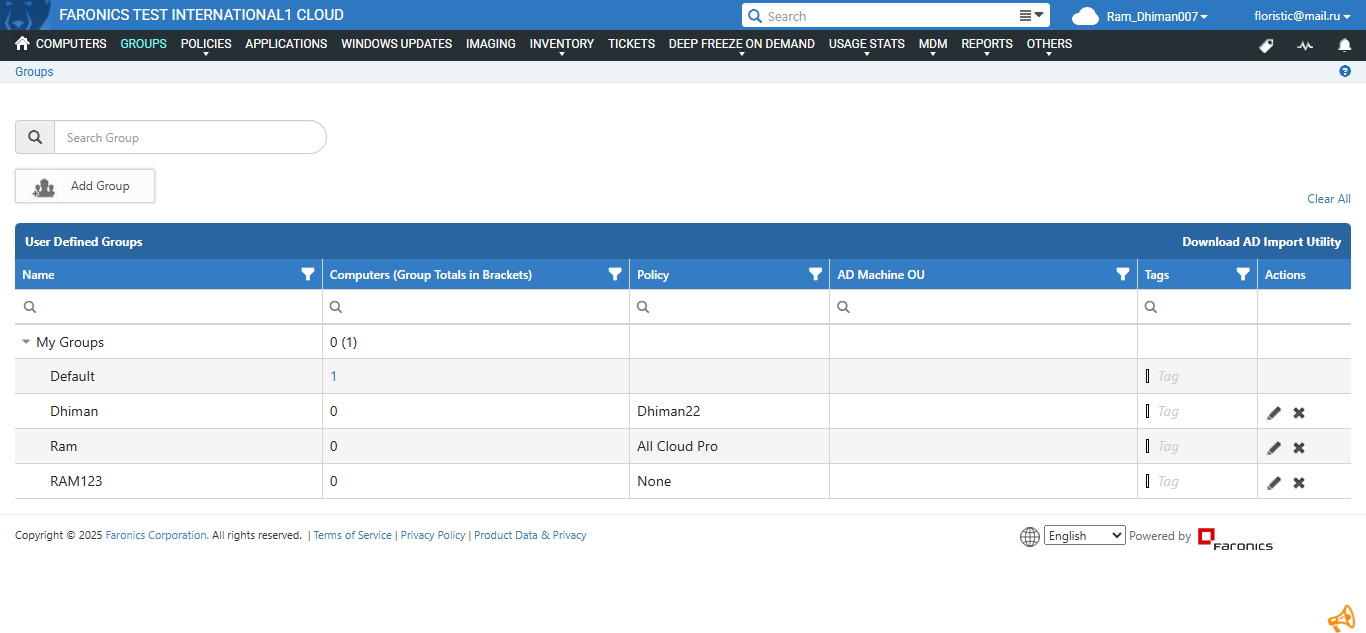 FARONICS TEST INTERNATIONAL1 CLOUD
Search
Ram_Dhiman007
floristic@mail.ru
COMPUTERS GROUPS POLICIES APPLICATIONS WINDOWS UPDATES IMAGING INVENTORY TICKETS DEEP FREEZE ON DEMAND USAGE STATS MDM REPORTS OTHERS
Groups
?
Search Group
Add Group
Clear All
User Defined Groups Download AD Import Utility
Name Computers (Group Totals in Brackets) Policy AD Machine OU Tags Actions
My Groups 0 (1)
Default 1 Tag
Dhiman 0 Dhiman22 Tag
Ram 0 All Cloud Pro Tag
RAM123 0 None Tag
Copyright © 2025 Faronics Corporation. All rights reserved. | Terms of Service | Privacy Policy | Product Data & Privacy
English Powered by FARONICS